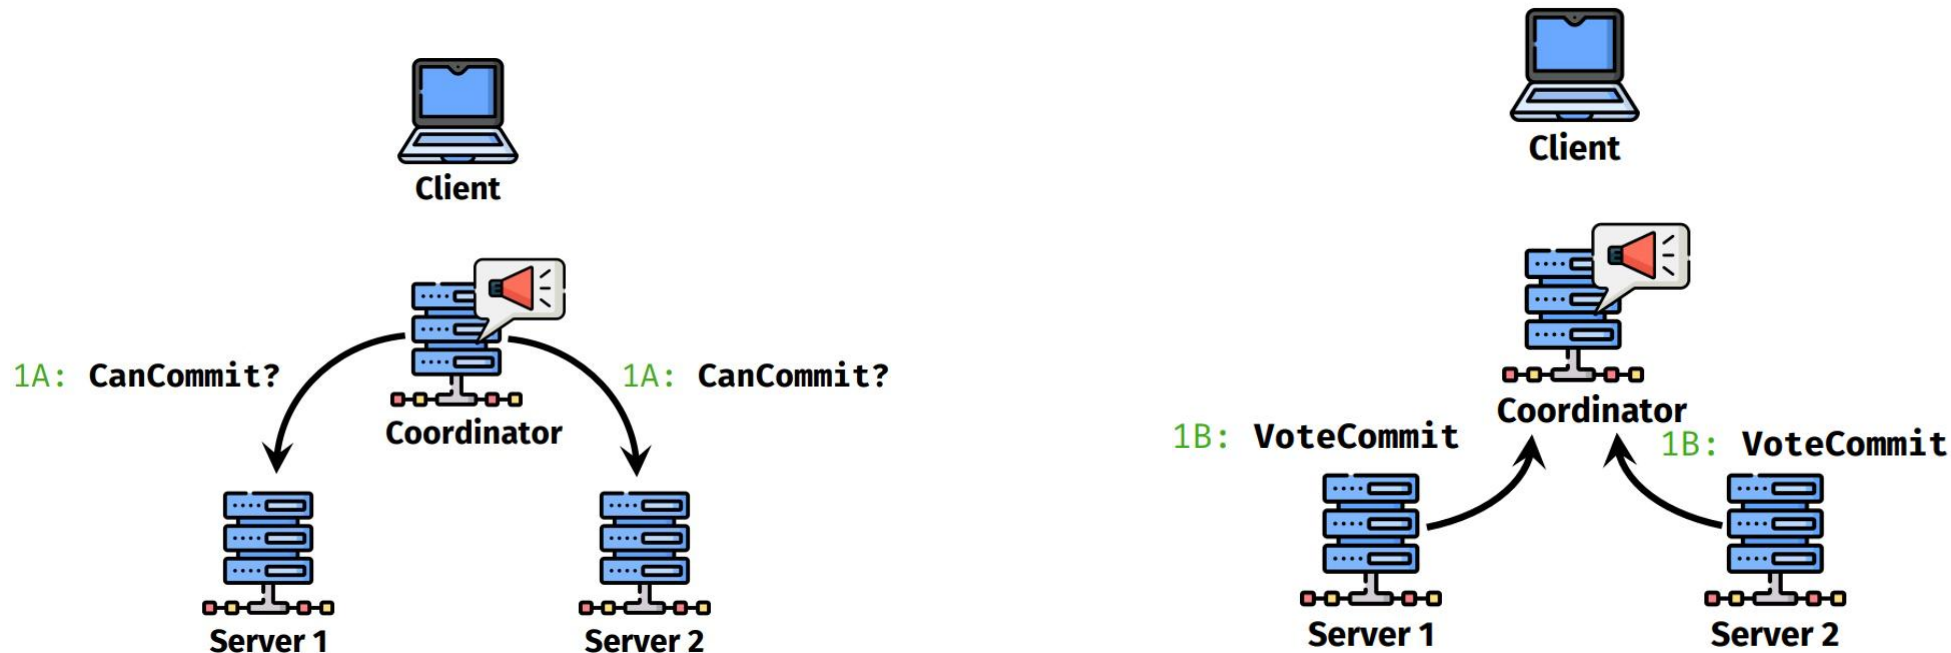 Client
1A: CanCommit?
1A: CanCommit?
Coordinator
Server 1
Server 2
Client
Coordinator
1B: VoteCommit
1B: VoteCommit
Server 1
Server 2